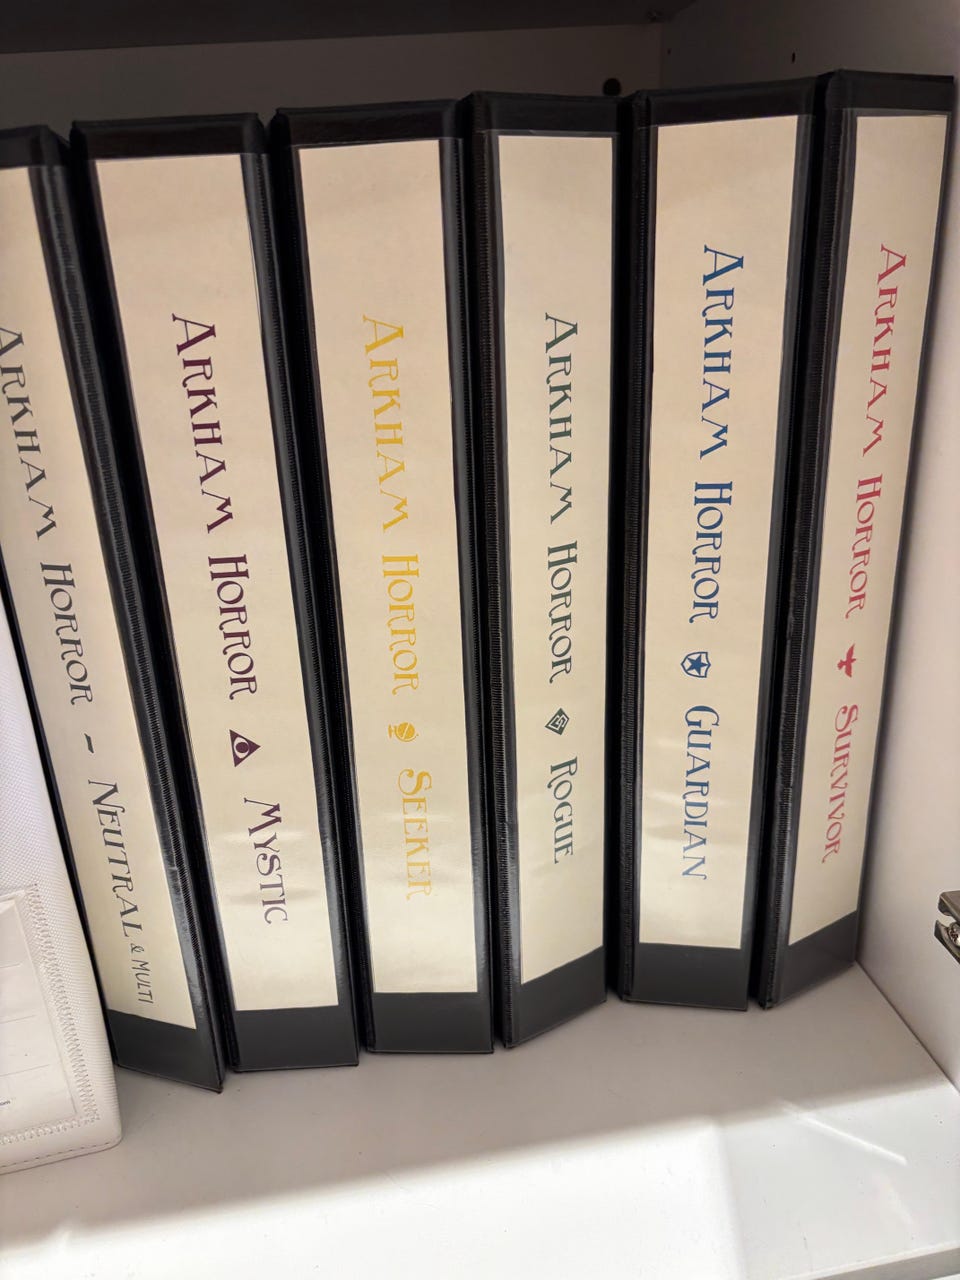 ARKHAM HORROR - NEUTRAL & MULTI
ARKHAM HORROR MYSTIC
ARKHAM HORROR SEEKER
ARKHAM HORROR ROGUE
ARKHAM HORROR GUARDIAN
ARKHAM HORROR SURVIVOR